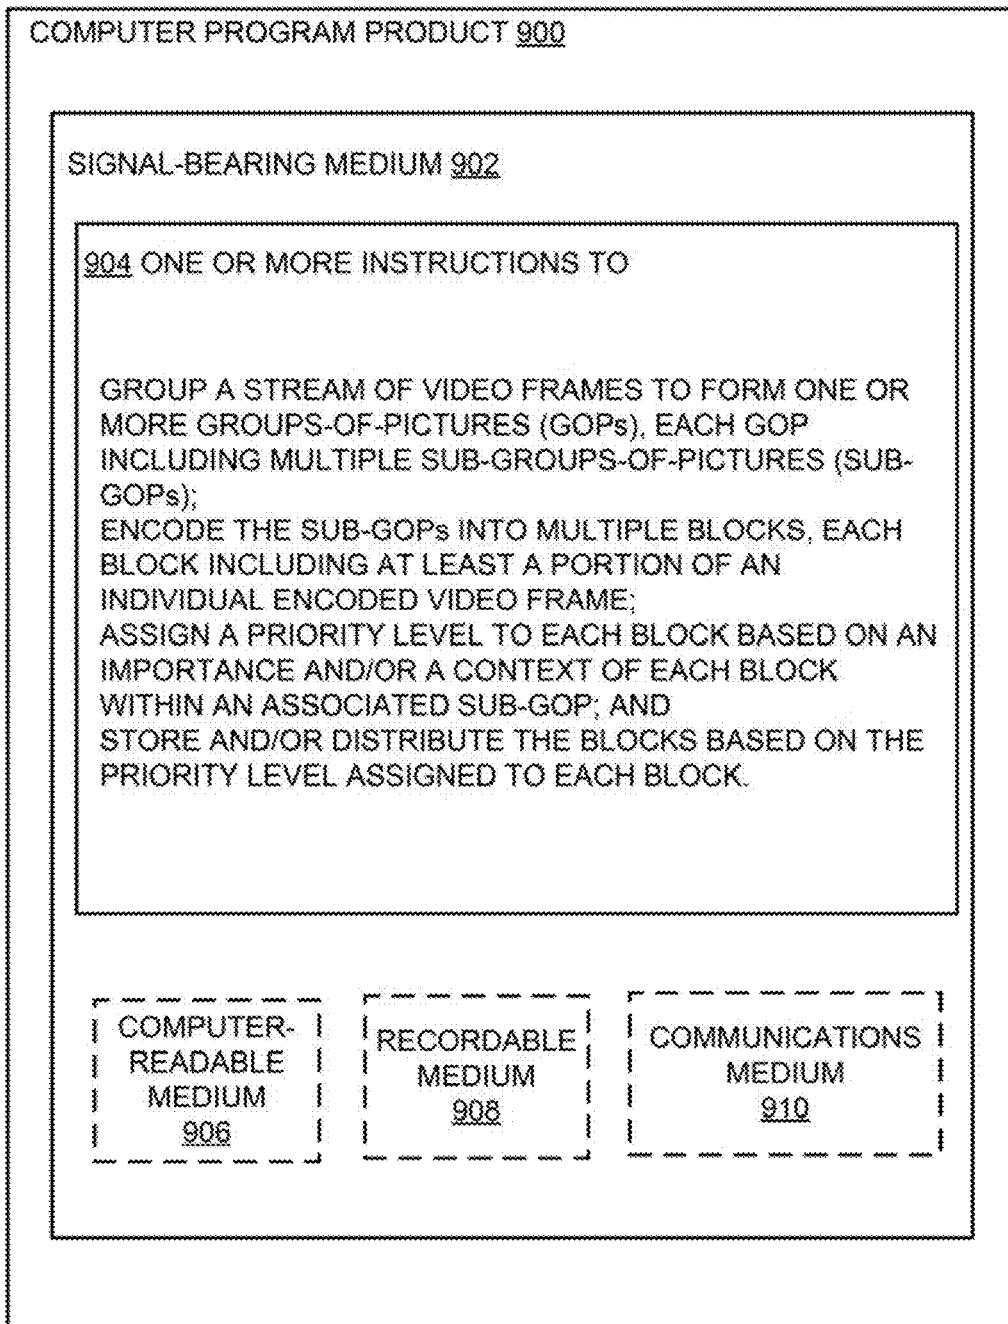 COMPUTER PROGRAM PRODUCT 900
SIGNAL-BEARING MEDIUM 902
904 ONE OR MORE INSTRUCTIONS TO
GROUP A STREAM OF VIDEO FRAMES TO FORM ONE OR
MORE GROUPS-OF-PICTURES (GOPs), EACH GOP
INCLUDING MULTIPLE SUB-GROUPS-OF-PICTURES (SUB-
GOPs);
ENCODE THE SUB-GOPs INTO MULTIPLE BLOCKS, EACH
BLOCK INCLUDING AT LEAST A PORTION OF AN
INDIVIDUAL ENCODED VIDEO FRAME;
ASSIGN A PRIORITY LEVEL TO EACH BLOCK BASED ON AN
IMPORTANCE AND/OR A CONTEXT OF EACH BLOCK
WITHIN AN ASSOCIATED SUB-GOP; AND
STORE AND/OR DISTRIBUTE THE BLOCKS BASED ON THE
PRIORITY LEVEL ASSIGNED TO EACH BLOCK.
COMPUTER-
READABLE
MEDIUM
906
RECORDABLE
MEDIUM
908
COMMUNICATIONS
MEDIUM
910